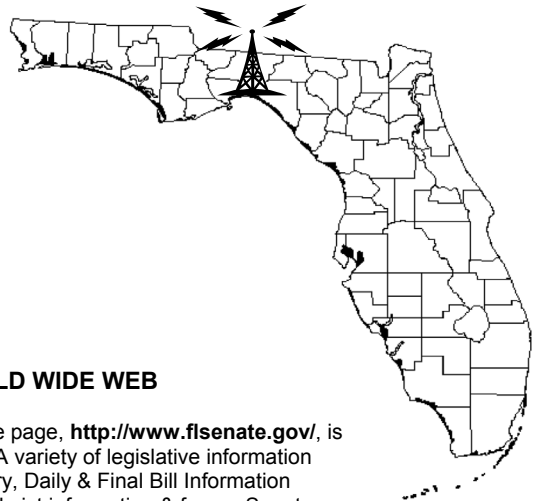 LD WIDE WEB
e page, http://www.flsenate.gov/, is
A variety of legislative information
ry, Daily & Final Bill Information